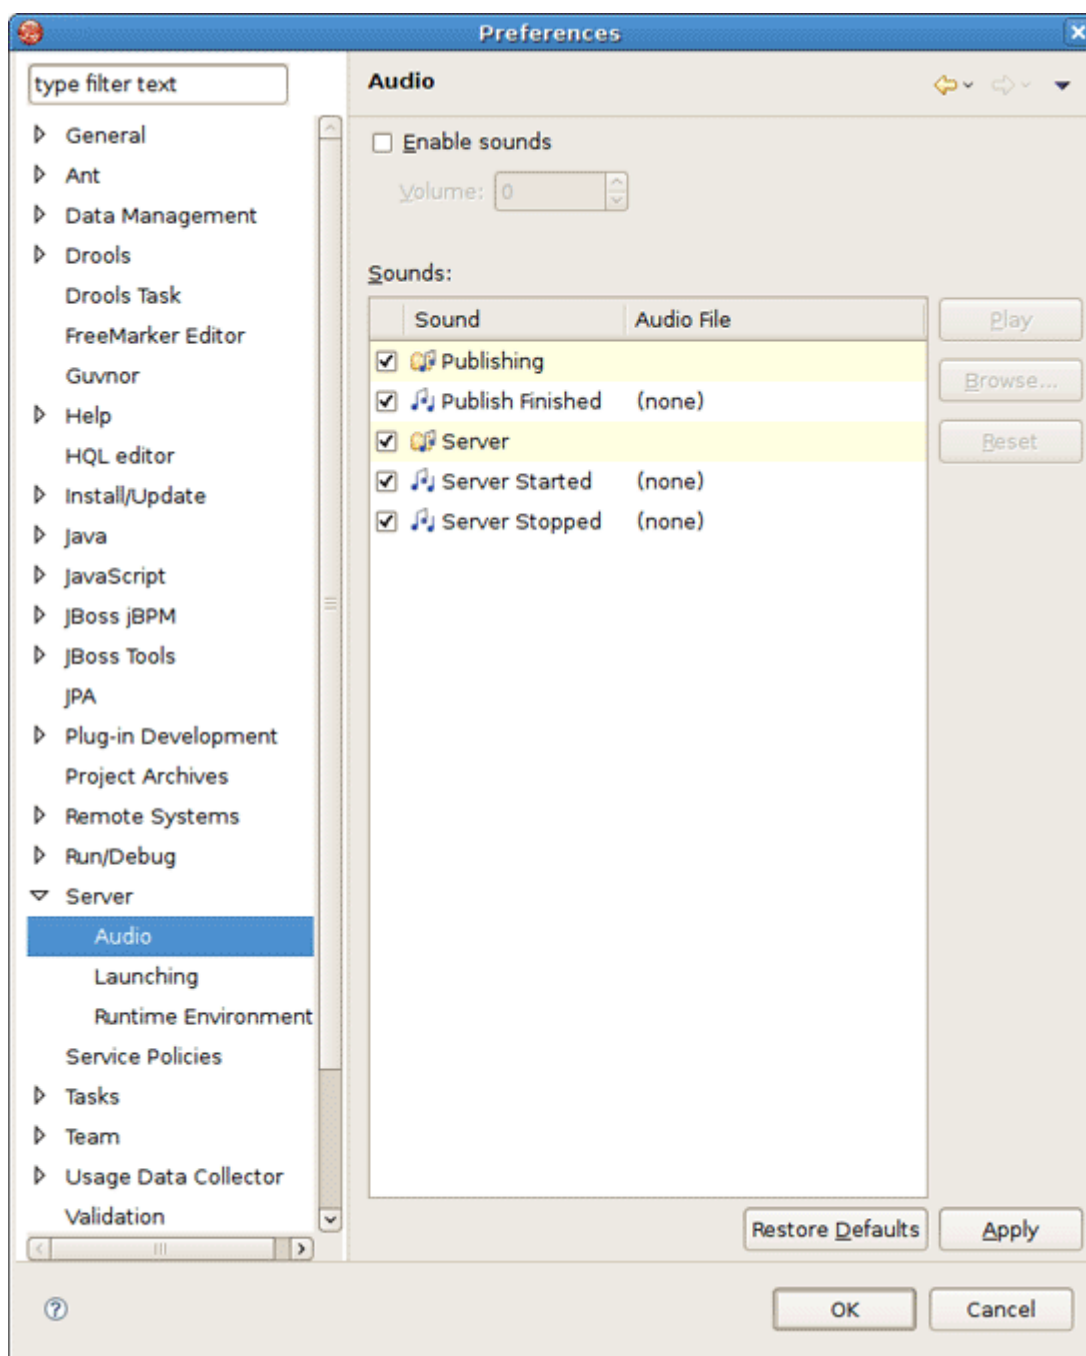 Preferences
type filter text
General
Ant
Data Management
Drools
Drools Task
FreeMarker Editor
Guvnor
Help
HQL editor
Install/Update
Java
JavaScript
JBoss jBPM
JBoss Tools
JPA
Plug-in Development
Project Archives
Remote Systems
Run/Debug
Server
Audio
Launching
Runtime Environment
Service Policies
Tasks
Team
Usage Data Collector
Validation
Audio
Enable sounds
Volume: 0
Sounds:
Sound Audio File
Publishing
Publish Finished (none)
Server
Server Started (none)
Server Stopped (none)
Play
Browse...
Reset
Restore Defaults Apply
? OK Cancel